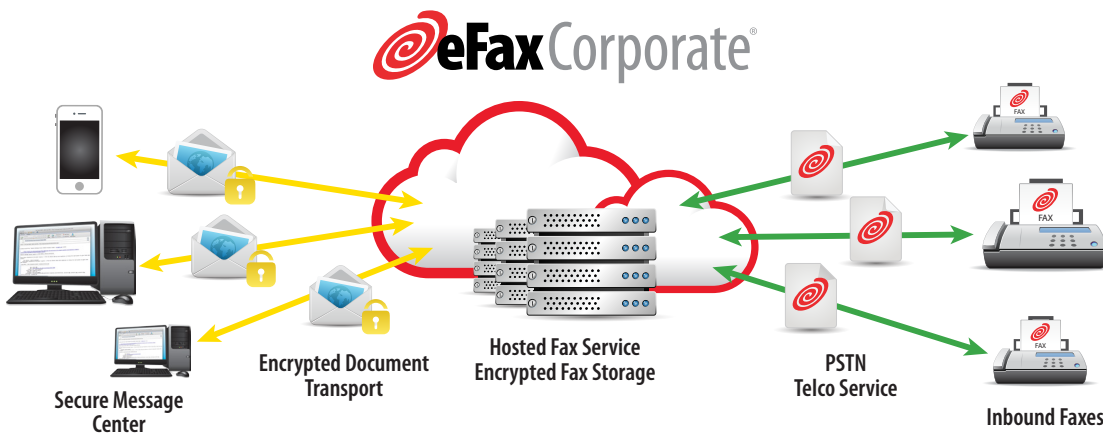 eFax Corporate®
FAX
FAX
FAX
Encrypted Document
Transport
Hosted Fax Service
Encrypted Fax Storage
PSTN
Telco Service
Secure Message
Center
Inbound Faxes